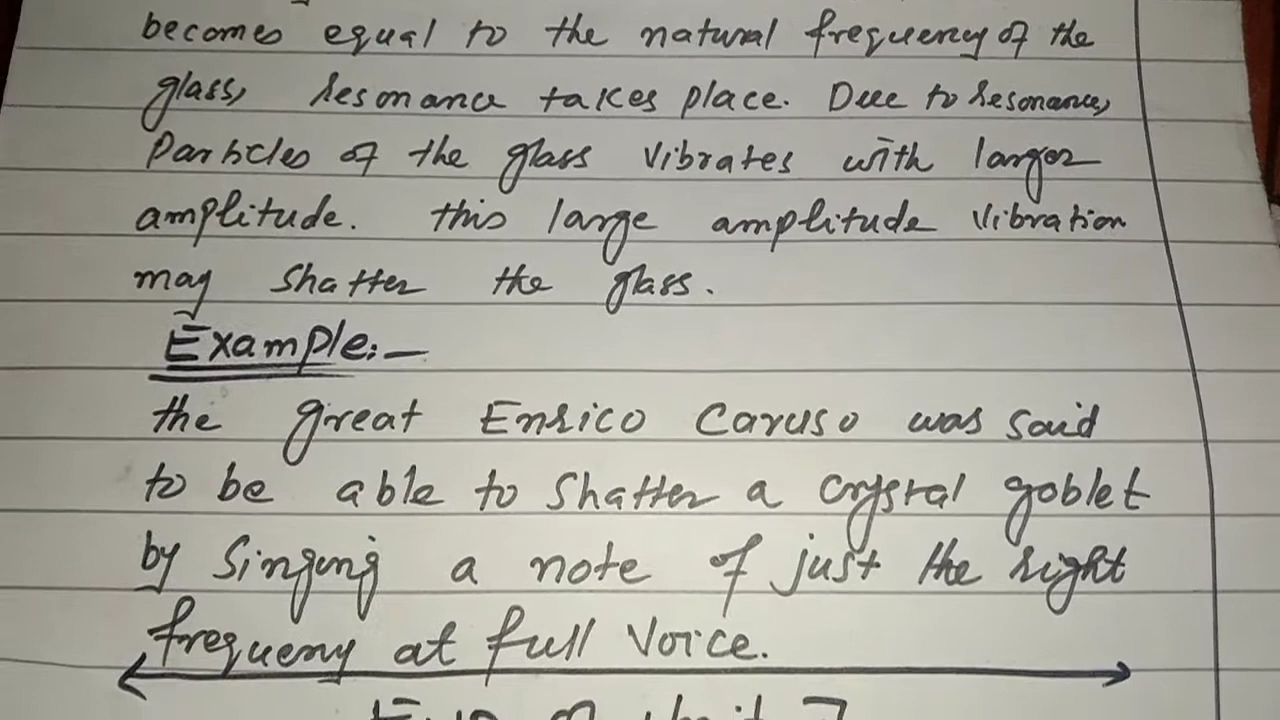 becomes equal to the natural frequency of the
glass, resonance takes place. Due to resonance,
Particles of the glass vibrates with larger
amplitude. this large amplitude vibration
may shatter the glass.
Example:-
the great Enrico Caruso was said
to be able to shatter a crystal goblet
by singing a note of just the right
frequency at full voice.